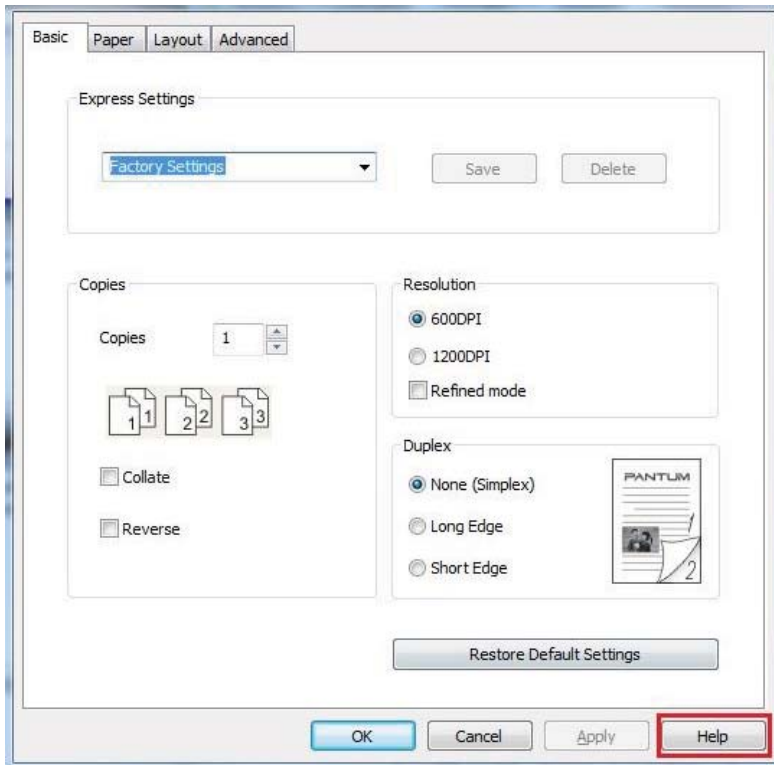 Basic Paper Layout Advanced
Express Settings
Factory Settings Save Delete
Copies
Copies 1
1 1 2 2 3 3
Collate
Reverse
Resolution
600DPI
1200DPI
Refined mode
Duplex
None (Simplex)
Long Edge
Short Edge
PANTUM
1
2
Restore Default Settings
OK Cancel Apply Help